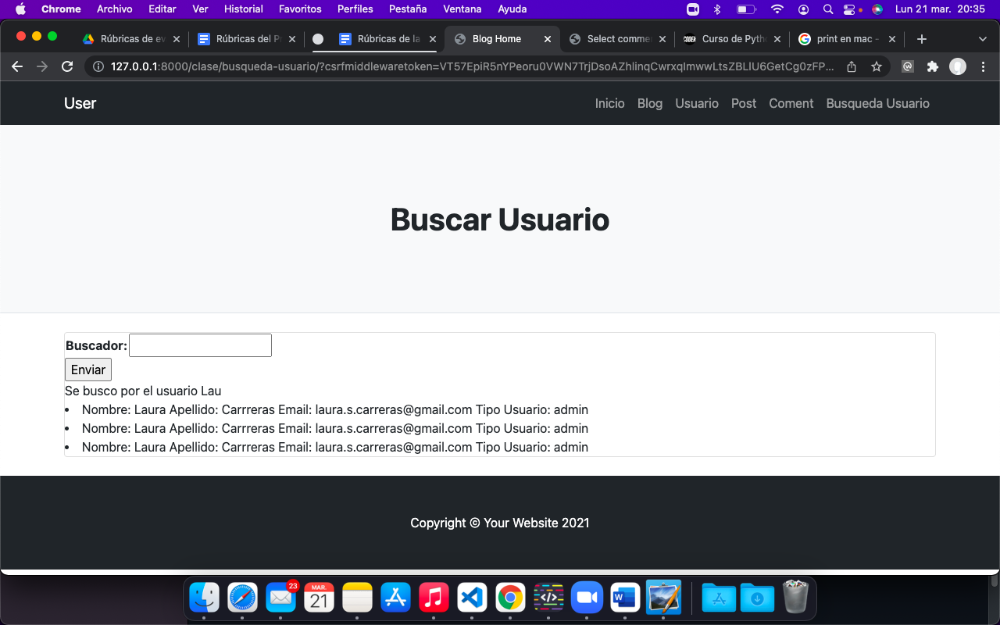 Chrome Archivo Editar Ver Historial Favoritos Perfiles Pestaña Ventana Ayuda Lun 21 mar. 20:35
Rúbricas de ev Rúbricas del P Rúbricas de la Blog Home Select comme Curso de Pyth print en mac -
127.0.0.1:8000/clase/busqueda-usuario/?csrfmiddlewaretoken=VT57EpiR5nYPeoru0VWN7TrjDsoAZhlinqCwrxqImwwLtsZBLlU6GetCg0zFP...
User Inicio Blog Usuario Post Coment Busqueda Usuario
Buscar Usuario
Buscador:
Enviar
Se busco por el usuario Lau
• Nombre: Laura Apellido: Carrreras Email: laura.s.carreras@gmail.com Tipo Usuario: admin
• Nombre: Laura Apellido: Carrreras Email: laura.s.carreras@gmail.com Tipo Usuario: admin
• Nombre: Laura Apellido: Carrreras Email: laura.s.carreras@gmail.com Tipo Usuario: admin
Copyright © Your Website 2021
23
MAR.
21